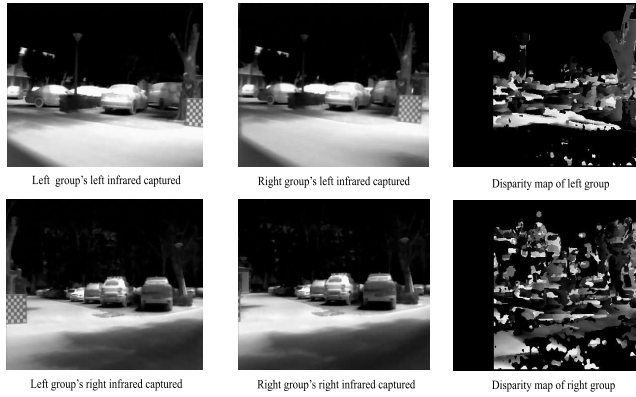 Left group's left infrared captured
Right group's left infrared captured
Disparity map of left group
Left group's right infrared captured
Right group's right infrared captured
Disparity map of right group